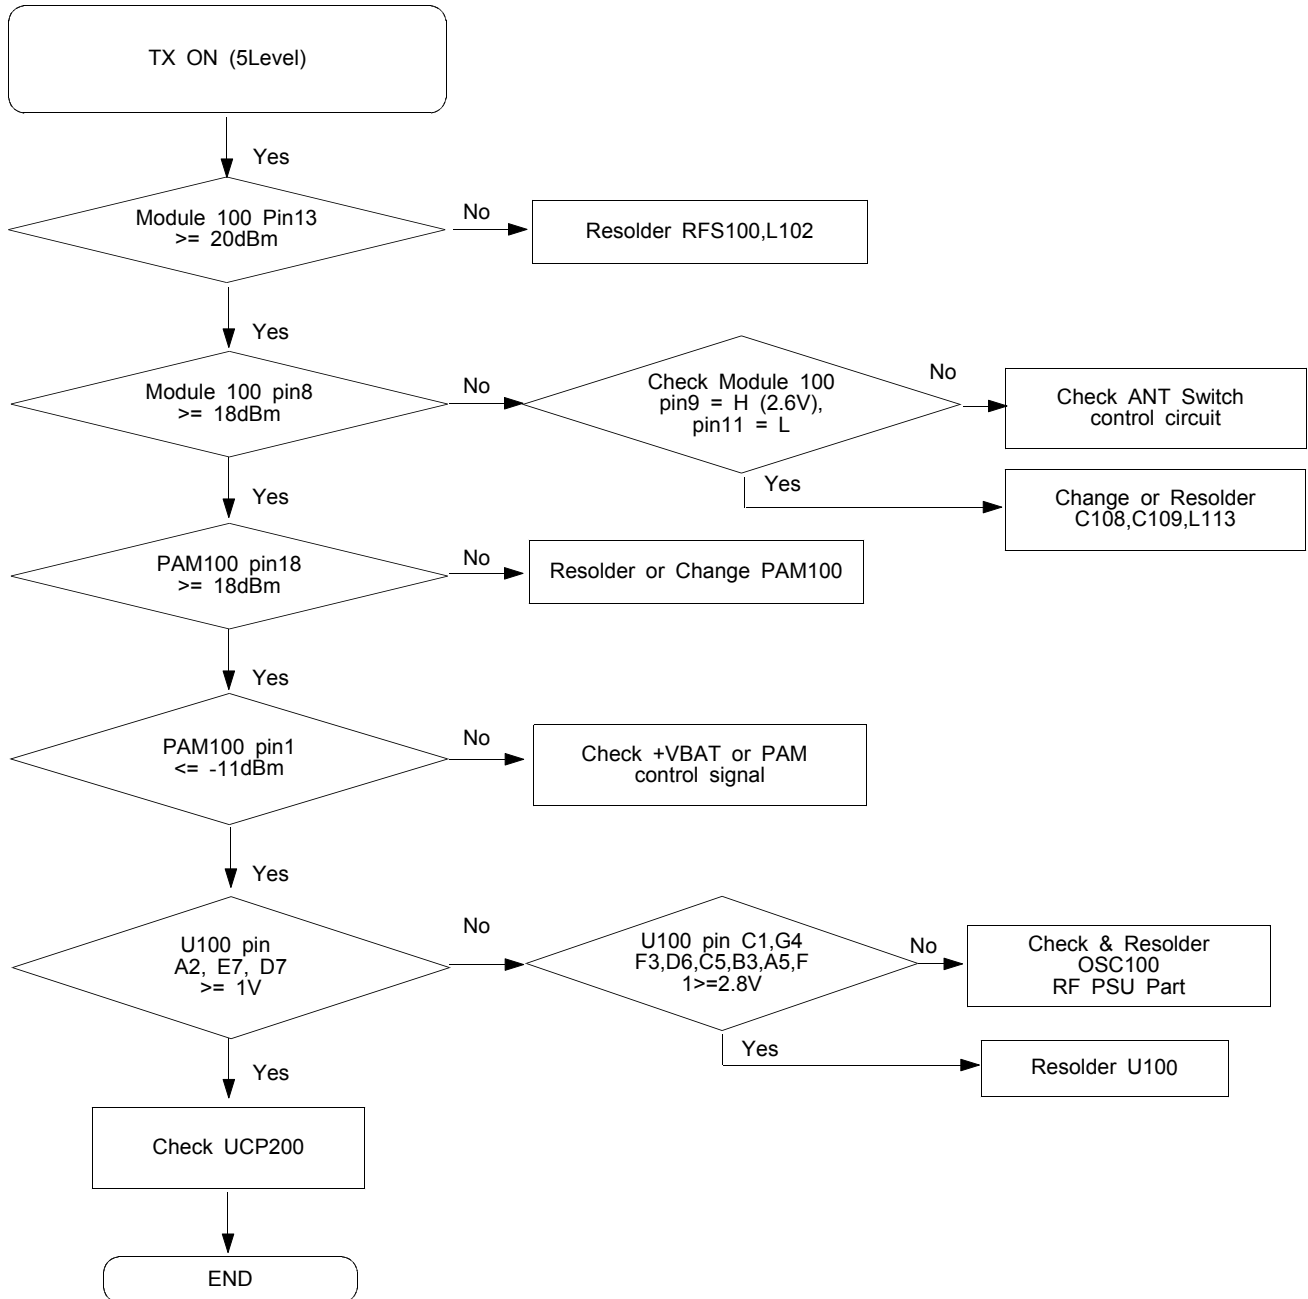 TX ON (5Level)
Yes
Module 100 Pin13
>= 20dBm
No
Resolder RFS100,L102
Yes
Module 100 pin8
>= 18dBm
No
Check Module 100
pin9 = H (2.6V),
pin11 = L
No
Check ANT Switch
control circuit
Yes
Change or Resolder
C108,C109,L113
Yes
PAM100 pin18
>= 18dBm
No
Resolder or Change PAM100
Yes
PAM100 pin1
<= -11dBm
No
Check +VBAT or PAM
control signal
Yes
U100 pin
A2, E7, D7
>= 1V
No
U100 pin C1,G4
F3,D6,C5,B3,A5,F
1>=2.8V
No
Check & Resolder
OSC100
RF PSU Part
Yes
Resolder U100
Yes
Check UCP200
END